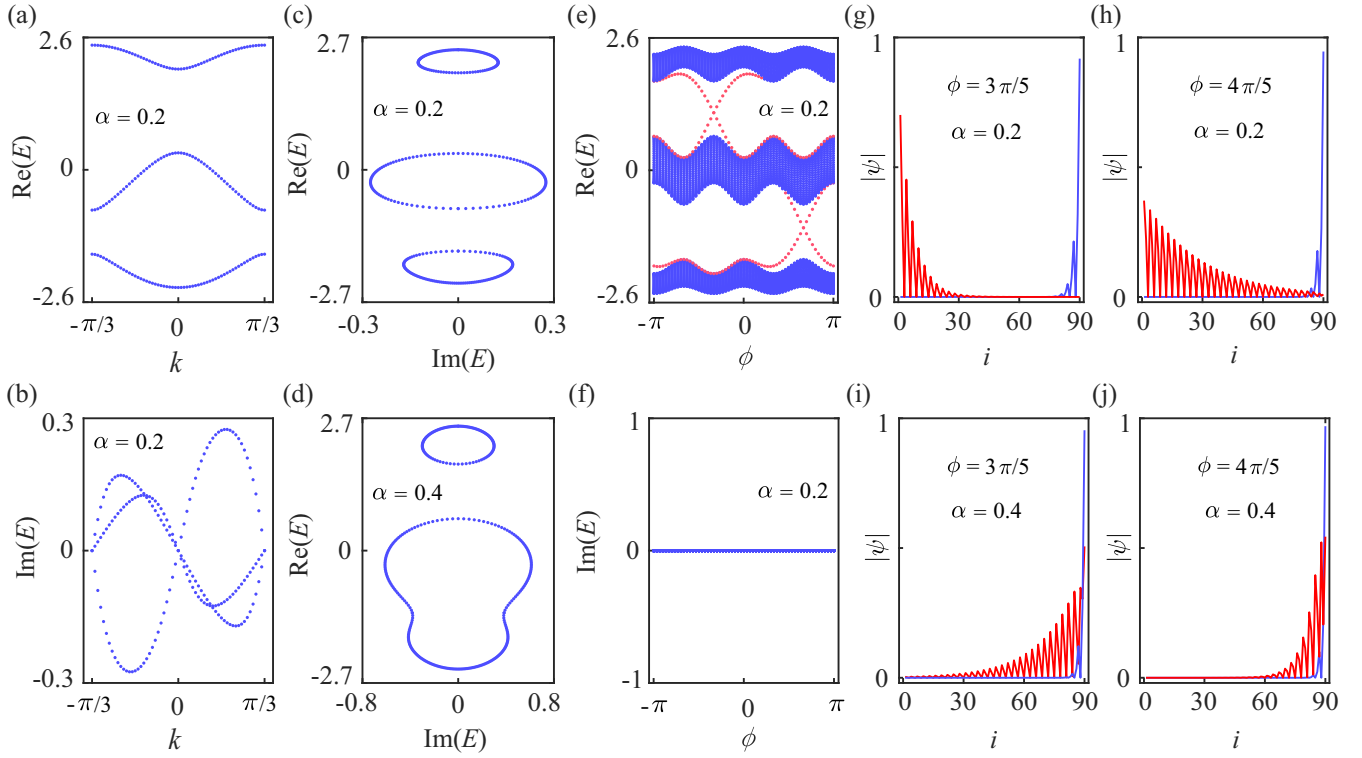 (a)
2.6
Re(E)
0
α = 0.2
-2.6
-π/3
0
π/3
k
(c)
2.7
Re(E)
α = 0.2
0
-2.7
-0.3
0
0.3
Im(E)
(e)
2.6
Re(E)
α = 0.2
0
-2.6
-π
0
π
ϕ
(g)
1
|ψ|
ϕ = 3π/5
α = 0.2
0
0
30
60
90
i
(h)
1
|ψ|
ϕ = 4π/5
α = 0.2
0
0
30
60
90
i
(b)
0.3
Im(E)
α = 0.2
0
-0.3
-π/3
0
π/3
k
(d)
2.7
Re(E)
α = 0.4
0
-2.7
-0.8
0
0.8
Im(E)
(f)
1
Im(E)
α = 0.2
0
-1
-π
0
π
ϕ
(i)
1
|ψ|
ϕ = 3π/5
α = 0.4
0
0
30
60
90
i
(j)
1
|ψ|
ϕ = 4π/5
α = 0.4
0
0
30
60
90
i